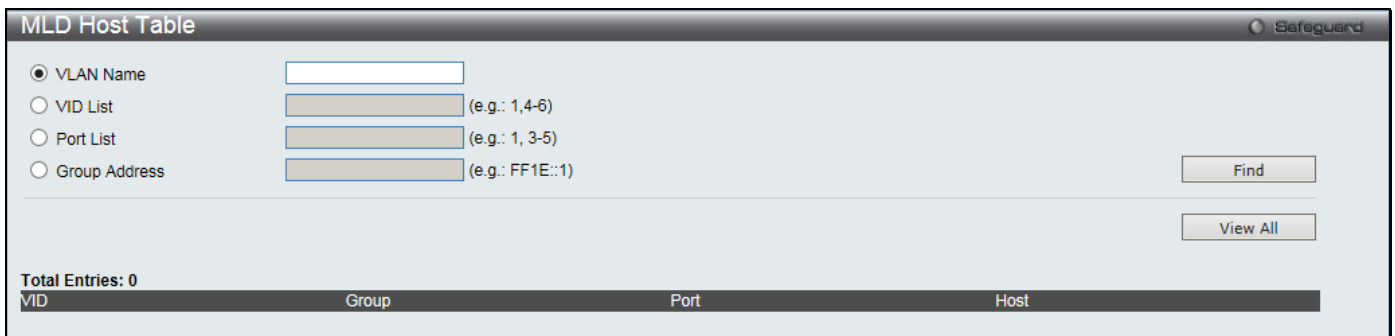 MLD Host Table
Safeguard
VLAN Name
VID List (e.g.: 1,4-6)
Port List (e.g.: 1, 3-5)
Group Address (e.g.: FF1E::1)
Find
View All
Total Entries: 0
VID Group Port Host